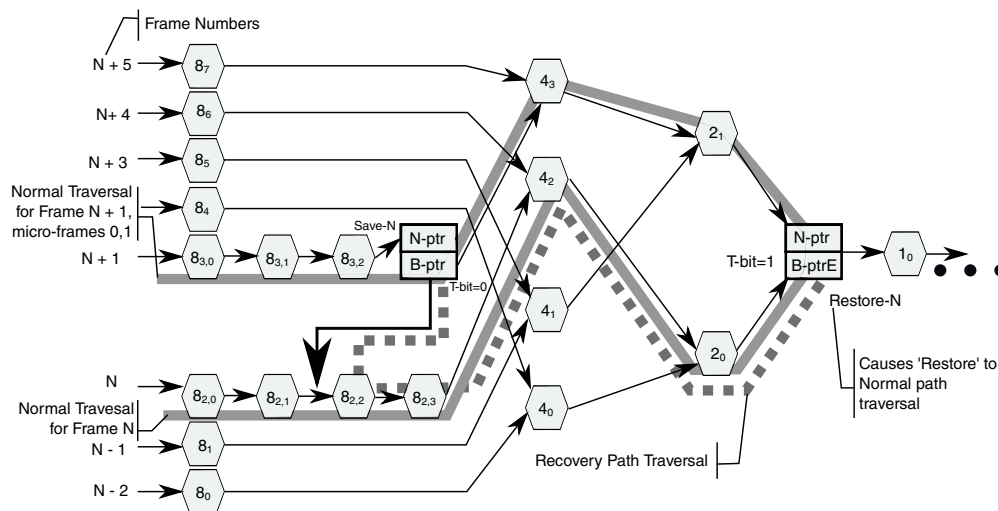 Frame Numbers
N + 5
8₇
4₃
N+ 4
8₆
2₁
N + 3
8₅
4₂
Normal Traversal
for Frame N + 1,
micro-frames 0,1
8₄
Save-N
N-ptr
B-ptr
T-bit=0
N + 1
8₃,₀
8₃,₁
8₃,₂
N-ptr
B-ptrE
T-bit=1
1₀
Restore-N
4₁
2₀
Causes 'Restore' to
Normal path
traversal
N
8₂,₀
8₂,₁
8₂,₂
8₂,₃
4₀
Normal Travesal
for Frame N
8₁
N - 1
Recovery Path Traversal
N - 2
8₀